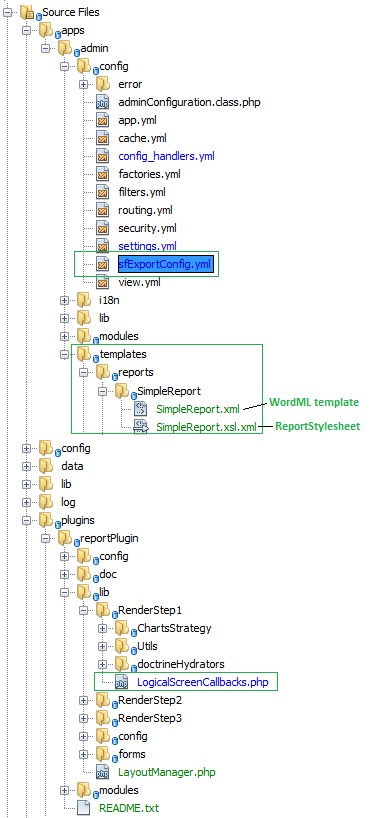 Source Files
apps
admin
config
error
adminConfiguration.class.php
app.yml
cache.yml
config_handlers.yml
factories.yml
filters.yml
routing.yml
security.yml
settings.yml
sfExportConfig.yml
view.yml
i18n
lib
modules
templates
reports
SimpleReport
SimpleReport.xml WordML template
SimpleReport.xsl.xml ReportStylesheet
config
data
lib
log
plugins
reportPlugin
config
doc
lib
RenderStep1
ChartsStrategy
Utils
doctrineHydrators
LogicalScreenCallbacks.php
RenderStep2
RenderStep3
config
forms
LayoutManager.php
modules
README.txt